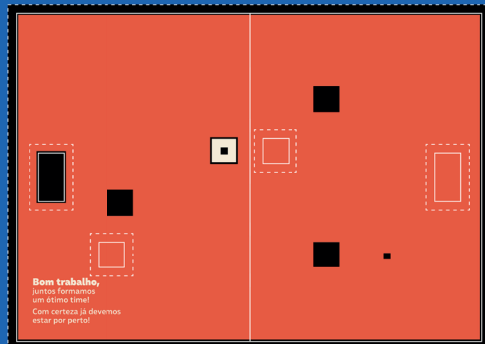 Bom trabalho,
juntos formamos
um ótimo time!
Com certeza já devemos
estar por perto!